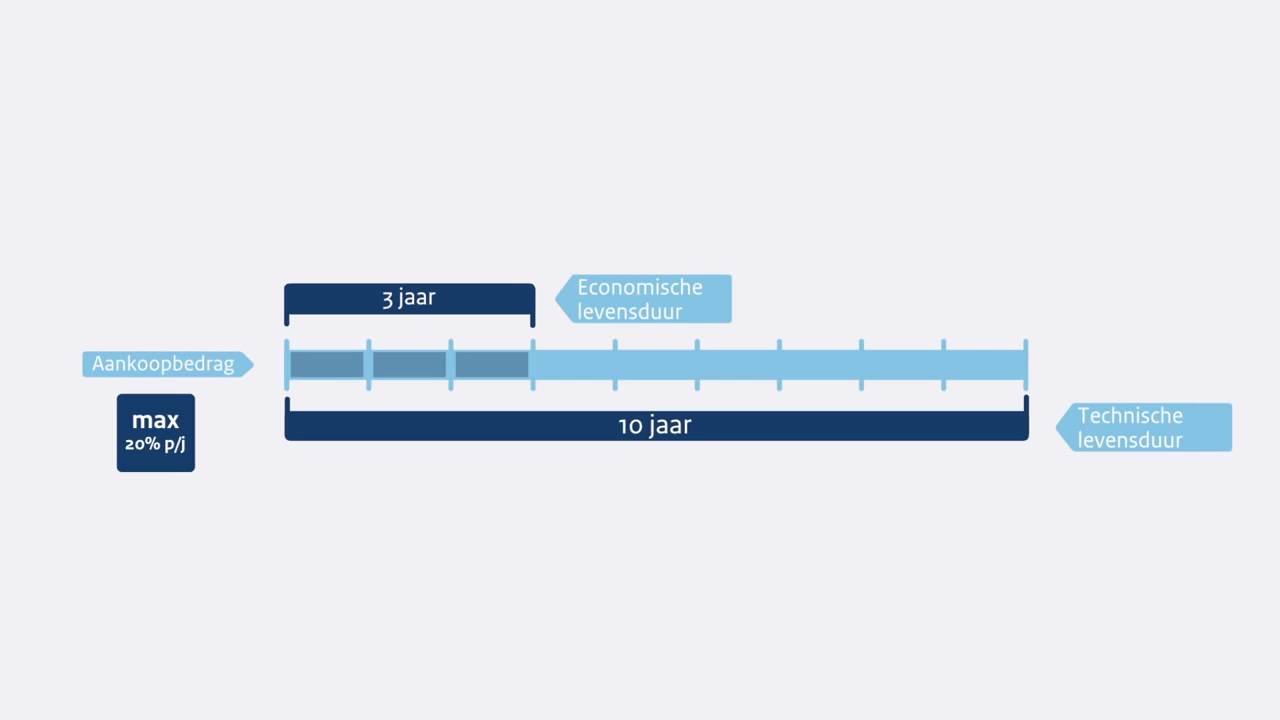 3 jaar
Economische
levensduur
Aankoopbedrag
max
20% p/j
10 jaar
Technische
levensduur